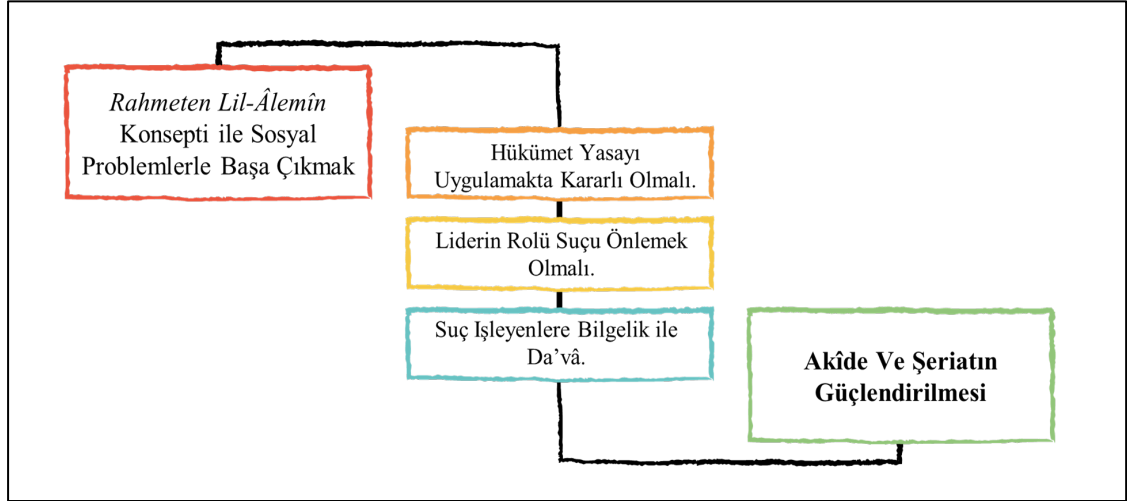 Rahmeten Lil-Âlemîn
Konsepti ile Sosyal
Problemlerle Başa Çıkmak
Hükümet Yasayı
Uygulamakta Kararlı Olmalı.
Liderin Rolü Suçu Önlemek
Olmalı.
Suç Işleyenlere Bilgelik ile
Da’vâ.
Akîde Ve Şeriatın
Güçlendirilmesi